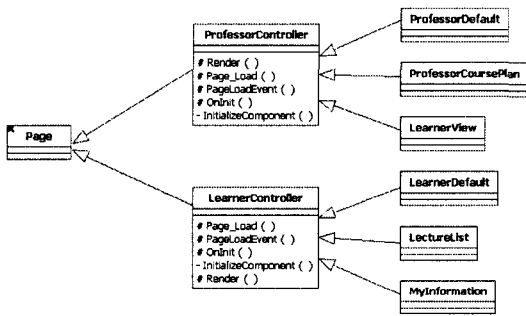 ProfessorController
# Render ( )
# Page_Load ( )
# PageLoadEvent ( )
# OnInit ( )
- InitializeComponent ( )
ProfessorDefault
ProfessorCoursePlan
LearnerView
Page
LearnerController
# Page_Load ( )
# PageLoadEvent ( )
# OnInit ( )
- InitializeComponent ( )
# Render ( )
LearnerDefault
LectureList
MyInformation